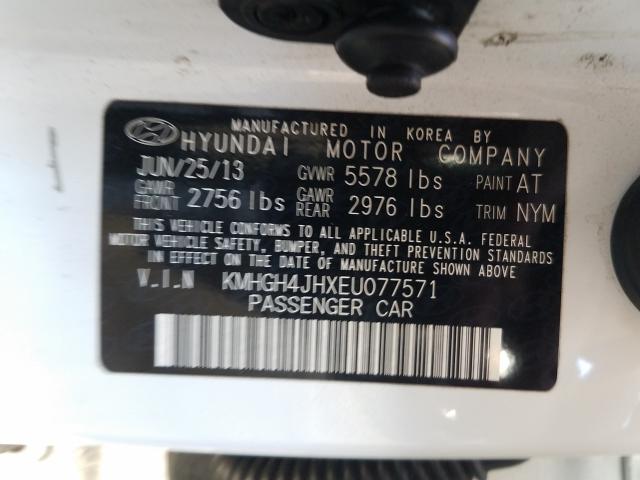 MANUFACTURED IN KOREA BY
HYUNDAI MOTOR COMPANY
JUN/25/13 GVWR 5578 lbs PAINT AT
GAWR FRONT 2756 lbs GAWR REAR 2976 lbs TRIM NYM
THIS VEHICLE CONFORMS TO ALL APPLICABLE U.S.A. FEDERAL
MOTOR VEHICLE SAFETY, BUMPER, AND THEFT PREVENTION STANDARDS
IN EFFECT ON THE DATE OF MANUFACTURE SHOWN ABOVE
V.I.N KMHGH4JHXEU077571
PASSENGER CAR